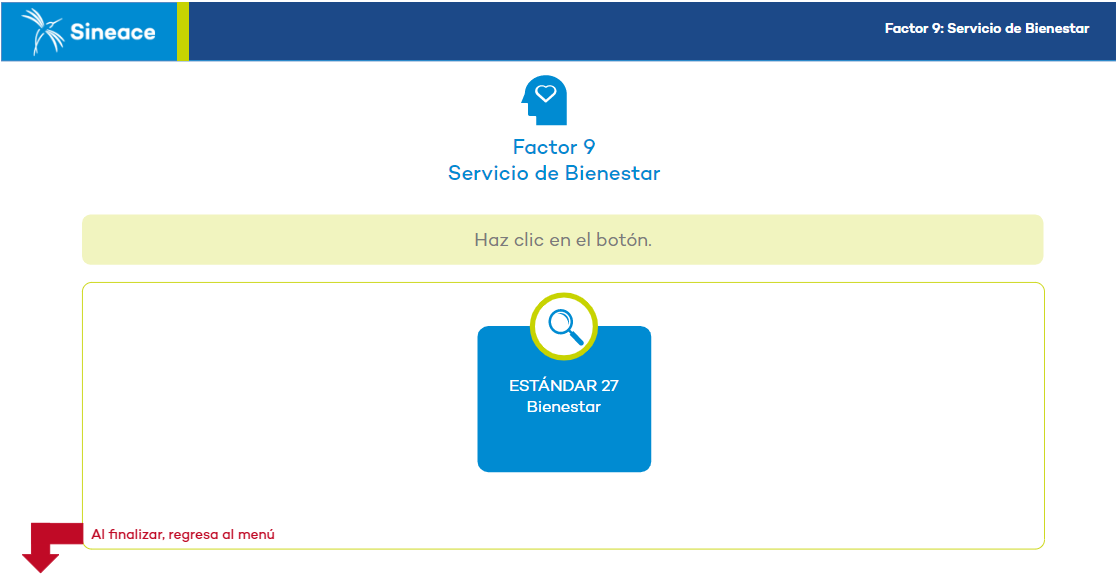 Sineace
Factor 9: Servicio de Bienestar
Factor 9
Servicio de Bienestar
Haz clic en el botón.
ESTÁNDAR 27
Bienestar
Al finalizar, regresa al menú